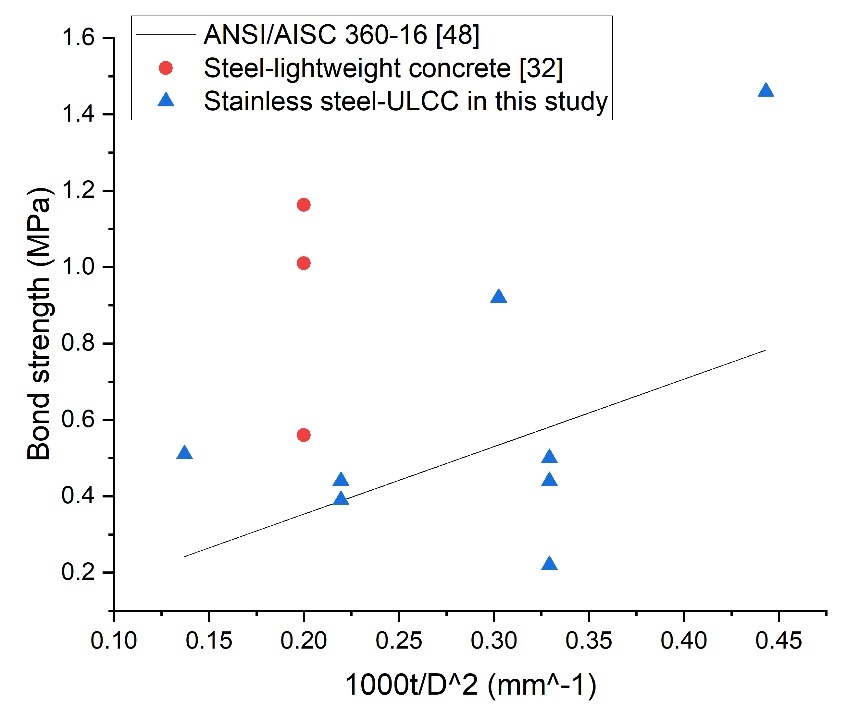 ANSI/AISC 360-16 [48]
Steel-lightweight concrete [32]
Stainless steel-ULCC in this study
1.6
1.4
1.2
1.0
0.8
0.6
0.4
0.2
Bond strength (MPa)
0.10 0.15 0.20 0.25 0.30 0.35 0.40 0.45
1000t/D^2 (mm^-1)